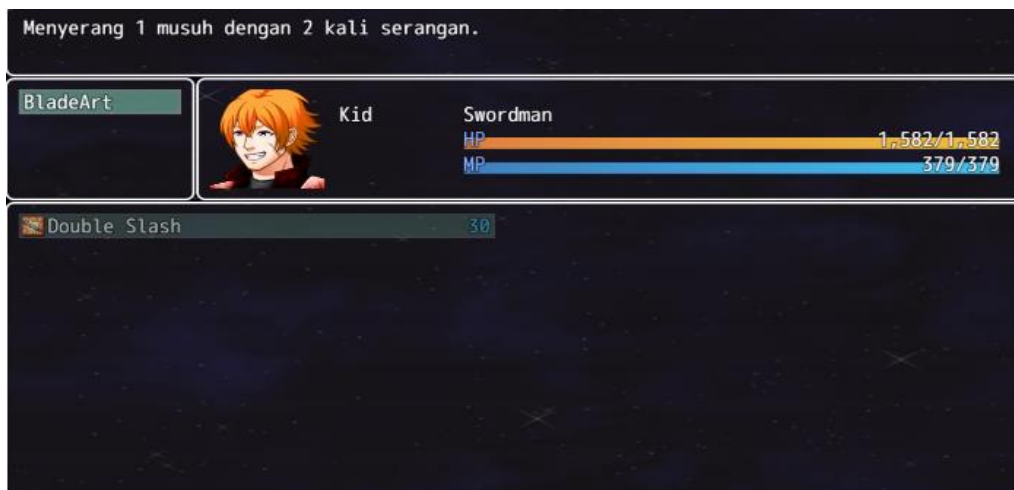 Menyerang 1 musuh dengan 2 kali serangan.
BladeArt
Kid Swordman
HP 1,582/1,582
MP 379/379
Double Slash 30